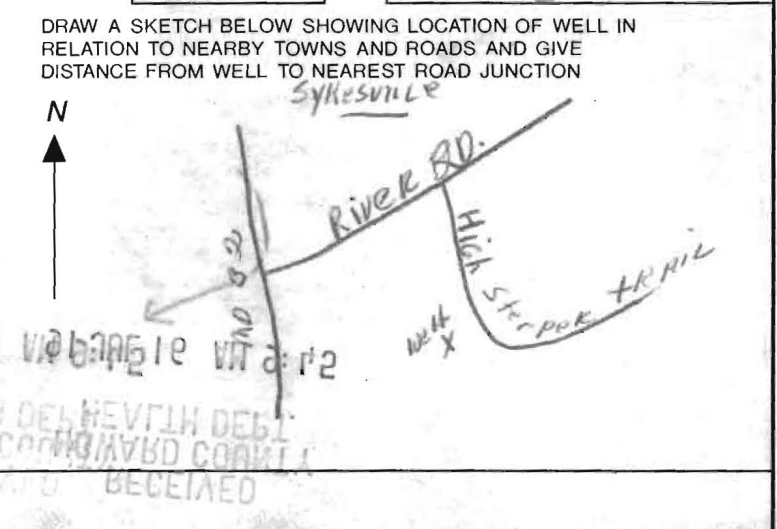 DRAW A SKETCH BELOW SHOWING LOCATION OF WELL IN
RELATION TO NEARBY TOWNS AND ROADS AND GIVE
DISTANCE FROM WELL TO NEAREST ROAD JUNCTION
Sykesville
N
River RD.
High Stepper tRAIL
well
X
HEALTH DEPT
HOWARD COUNTY
RECEIVED